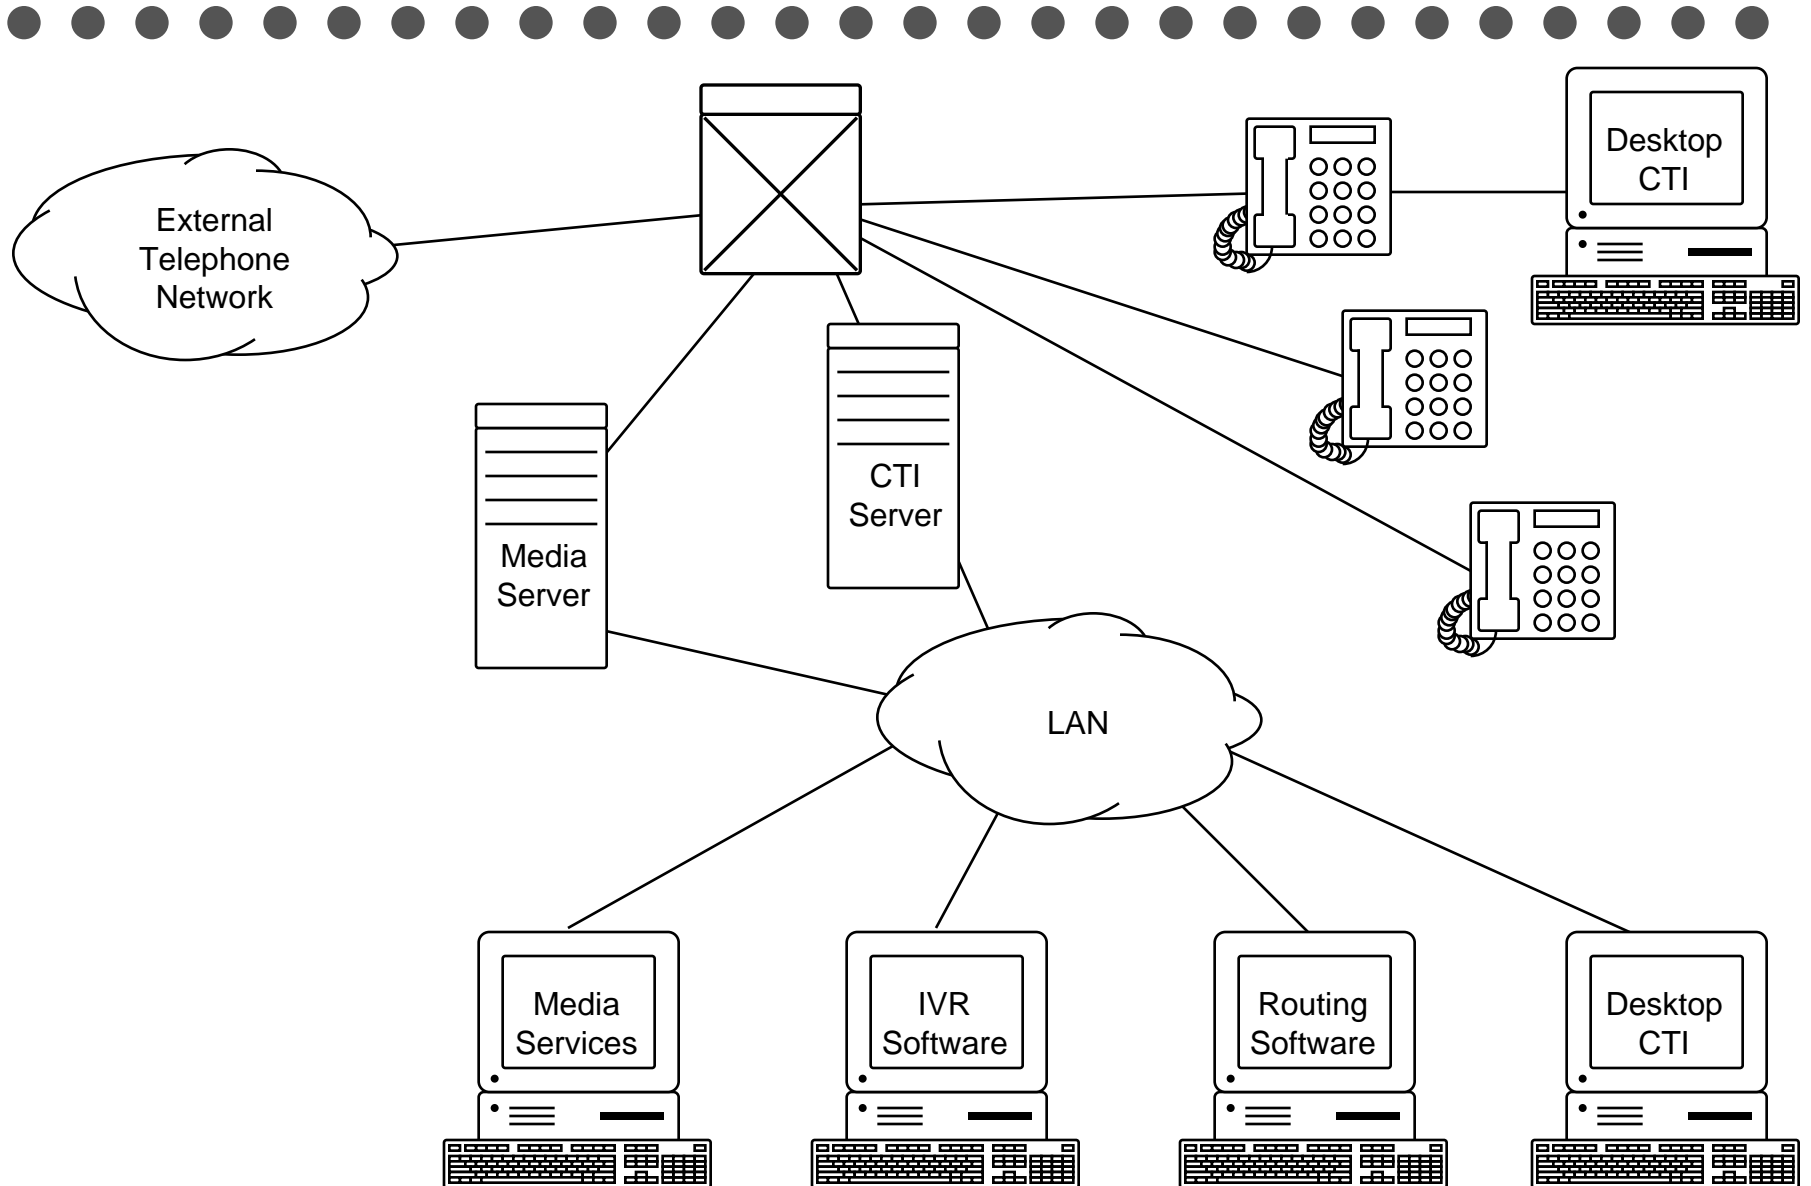 Desktop
CTI
External
Telephone
Network
CTI
Server
Media
Server
LAN
Media
Services
IVR
Software
Routing
Software
Desktop
CTI